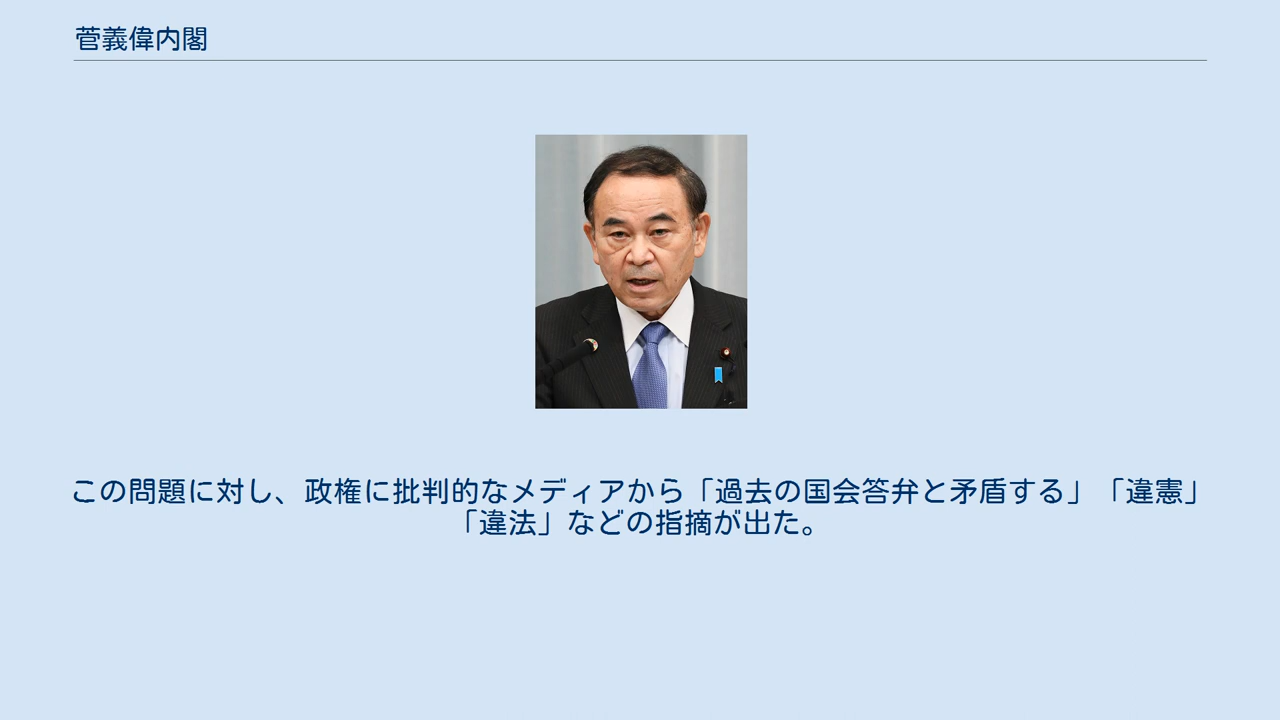 菅義偉内閣
この問題に対し、政権に批判的なメディアから「過去の国会答弁と矛盾する」「違憲」
「違法」などの指摘が出た。